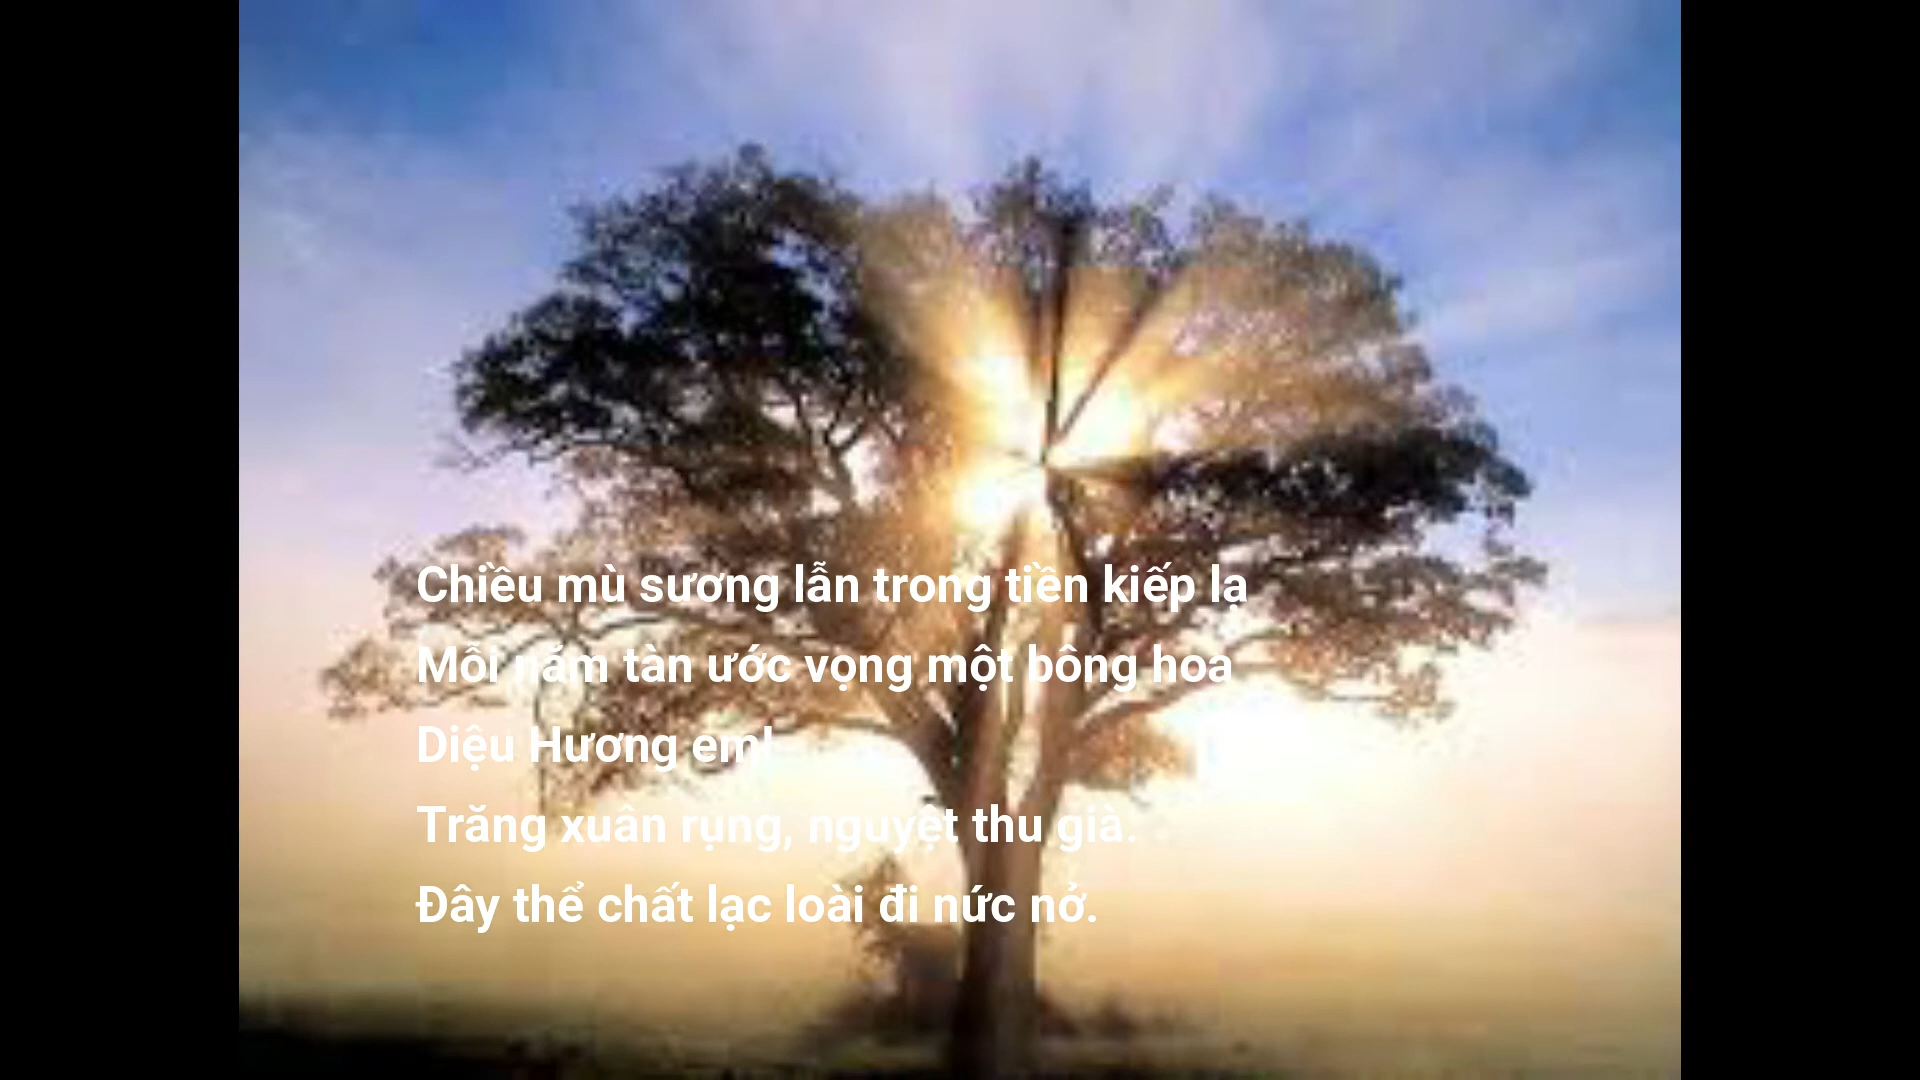 Chiều mù sương lẫn trong tiền kiếp lạ
Mỗi năm tàn ước vọng một bông hoa
Diệu Hương em!
Trăng xuân rụng, nguyệt thu già.
Đây thể chất lạc loài đi nức nở.